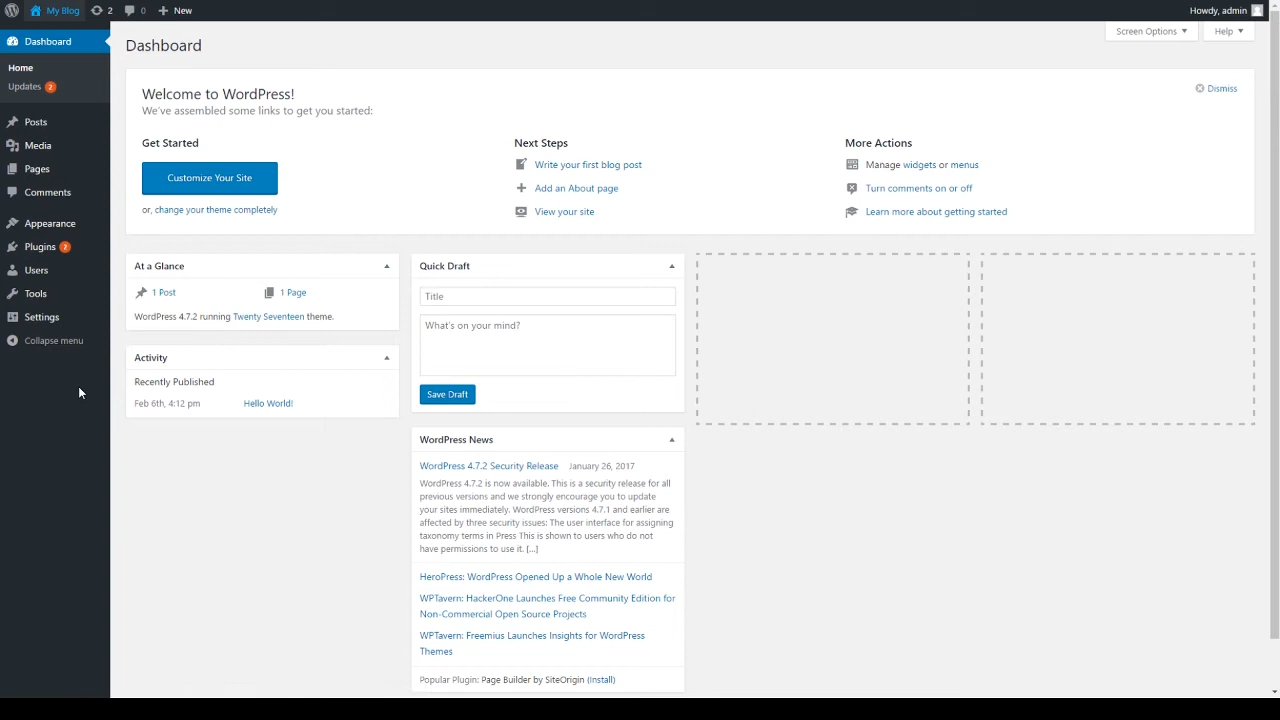 My Blog 2 0 New Howdy, admin
Dashboard
Home
Updates 2
Posts
Media
Pages
Comments
Appearance
Plugins 2
Users
Tools
Settings
Collapse menu
Screen Options Help
Dashboard
Welcome to WordPress!
We've assembled some links to get you started:
Dismiss
Get Started
Customize Your Site
or, change your theme completely
Next Steps
Write your first blog post
Add an About page
View your site
More Actions
Manage widgets or menus
Turn comments on or off
Learn more about getting started
At a Glance
1 Post 1 Page
WordPress 4.7.2 running Twenty Seventeen theme.
Activity
Recently Published
Feb 6th, 4:12 pm Hello World!
Quick Draft
Title
What's on your mind?
Save Draft
WordPress News
WordPress 4.7.2 Security Release January 26, 2017
WordPress 4.7.2 is now available. This is a security release for all
previous versions and we strongly encourage you to update
your sites immediately. WordPress versions 4.7.1 and earlier are
affected by three security issues: The user interface for assigning
taxonomy terms in Press This is shown to users who do not
have permissions to use it. [...]
HeroPress: WordPress Opened Up a Whole New World
WPTavern: HackerOne Launches Free Community Edition for
Non-Commercial Open Source Projects
WPTavern: Freemius Launches Insights for WordPress
Themes
Popular Plugin: Page Builder by SiteOrigin (Install)